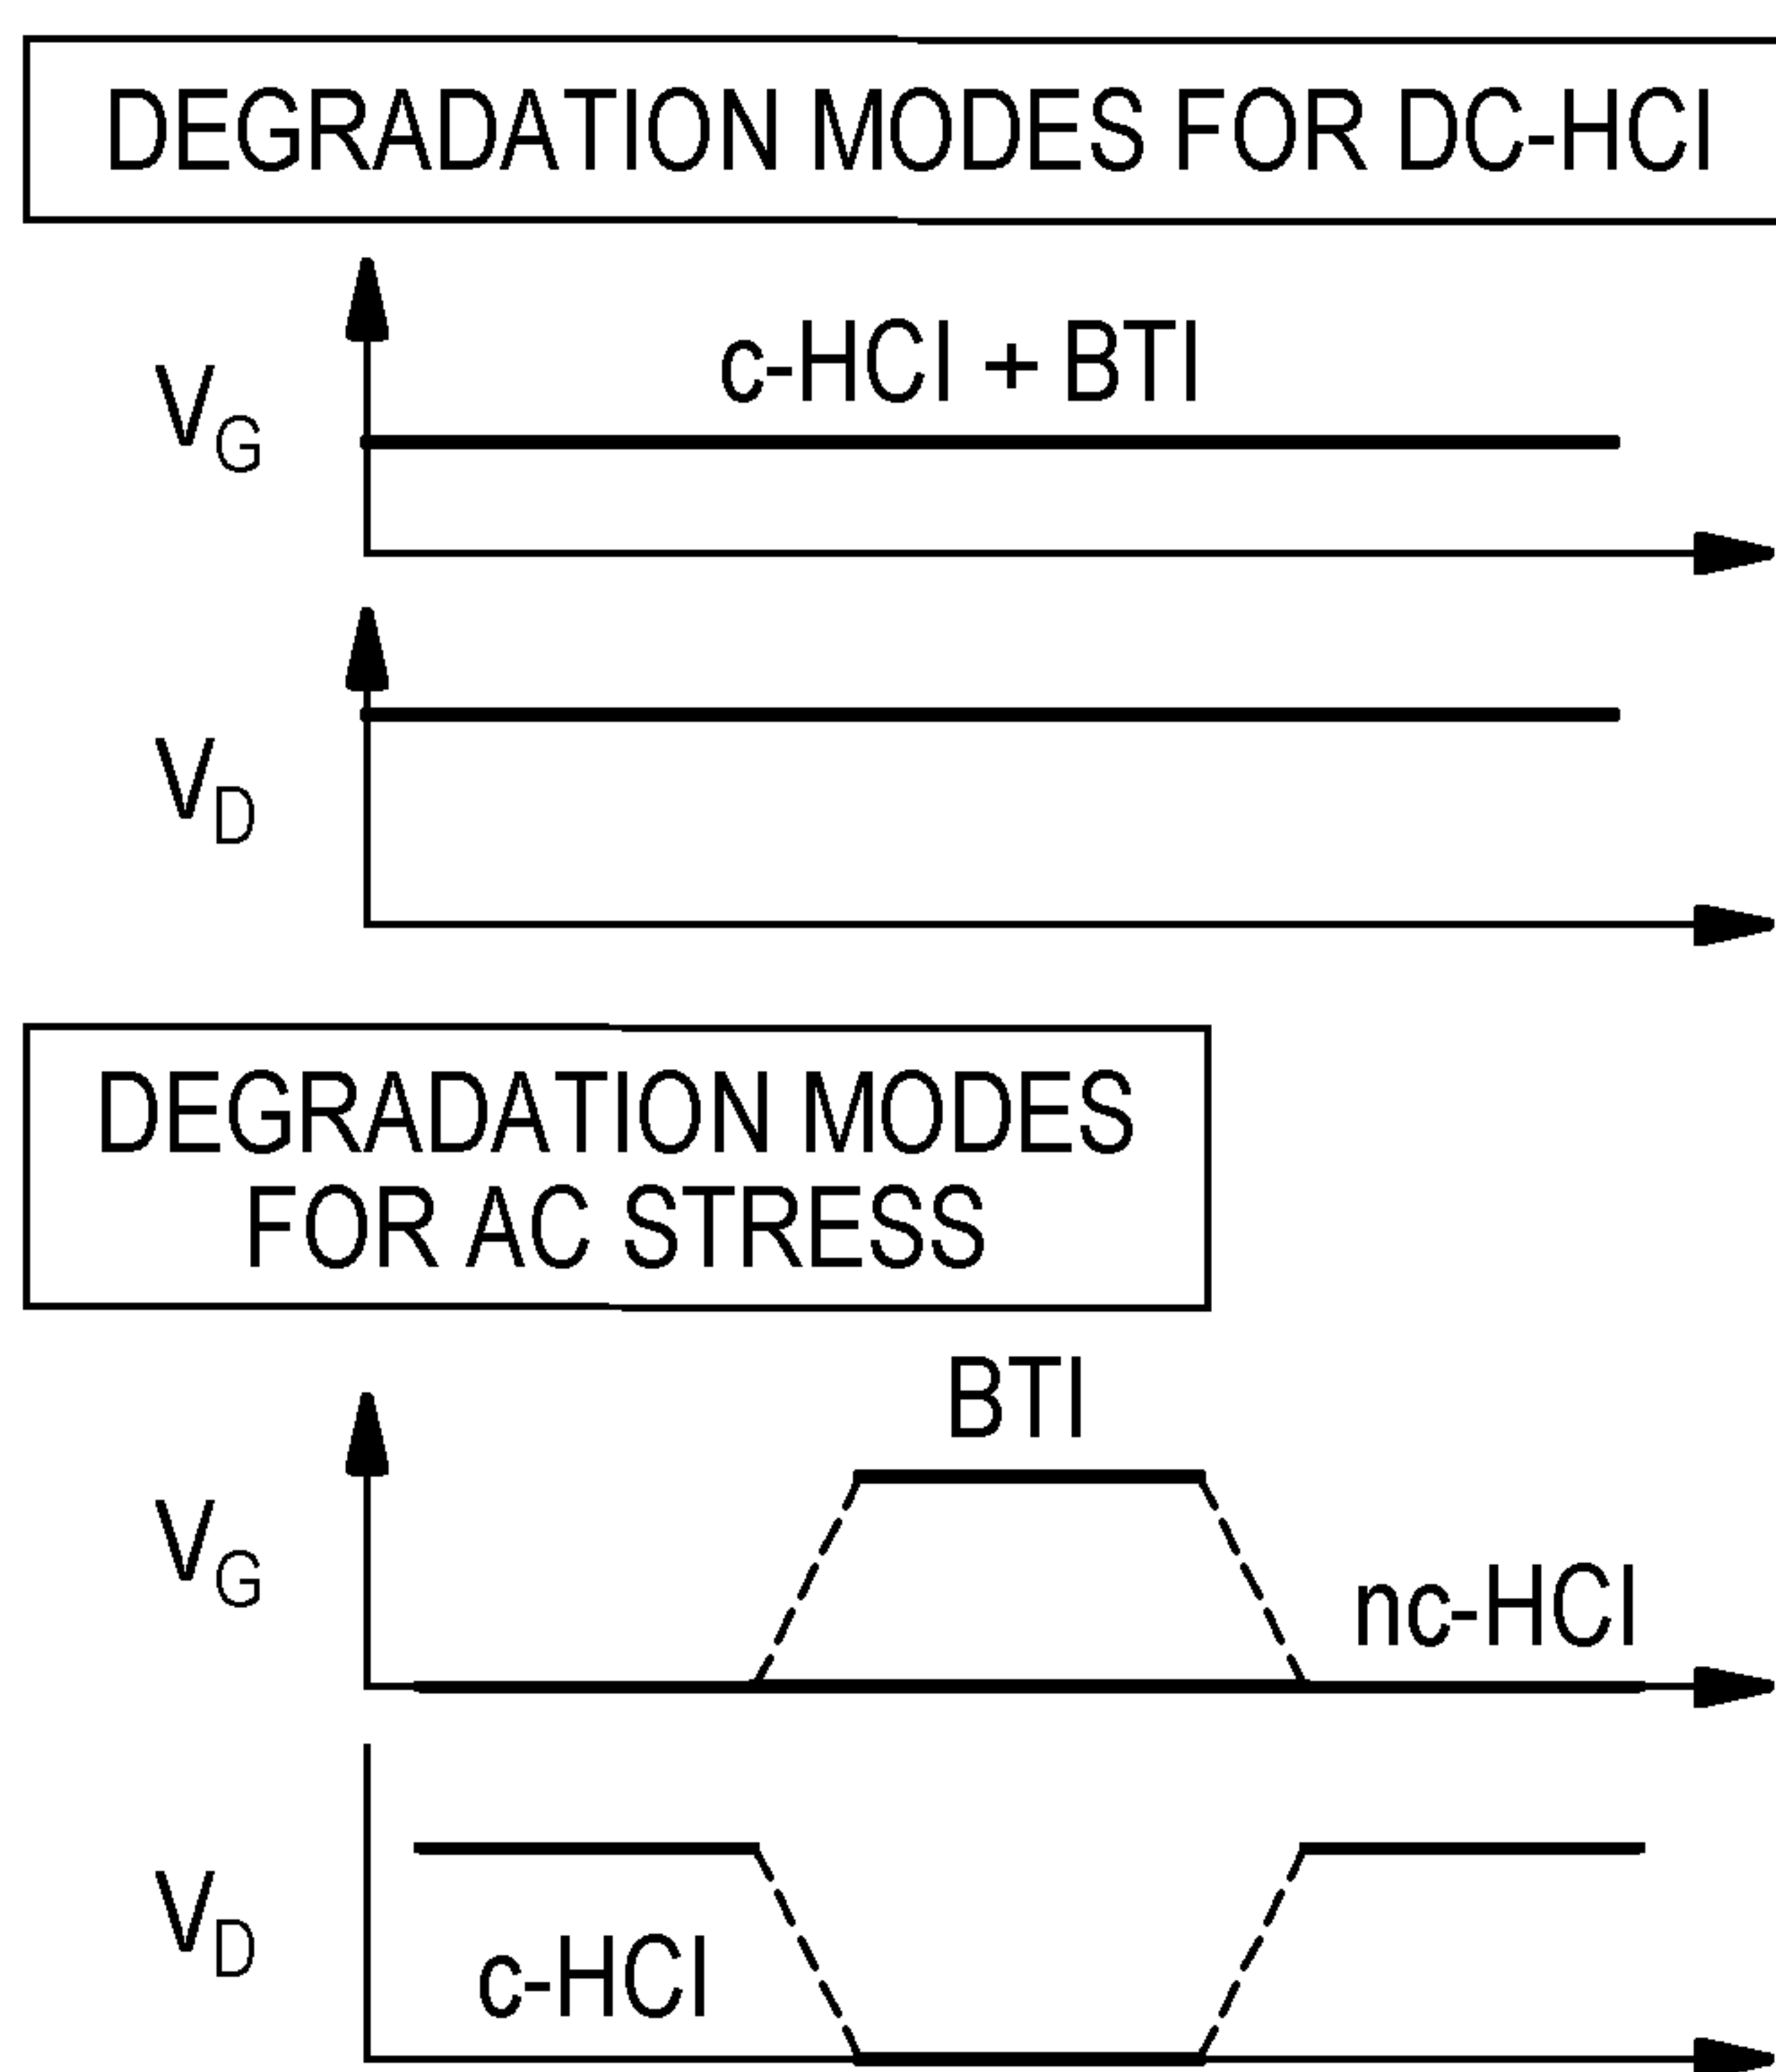 DEGRADATION MODES FOR DC-HCI
c-HCI + BTI
VG
VD
DEGRADATION MODES
FOR AC STRESS
BTI
VG
nc-HCI
VD
c-HCI